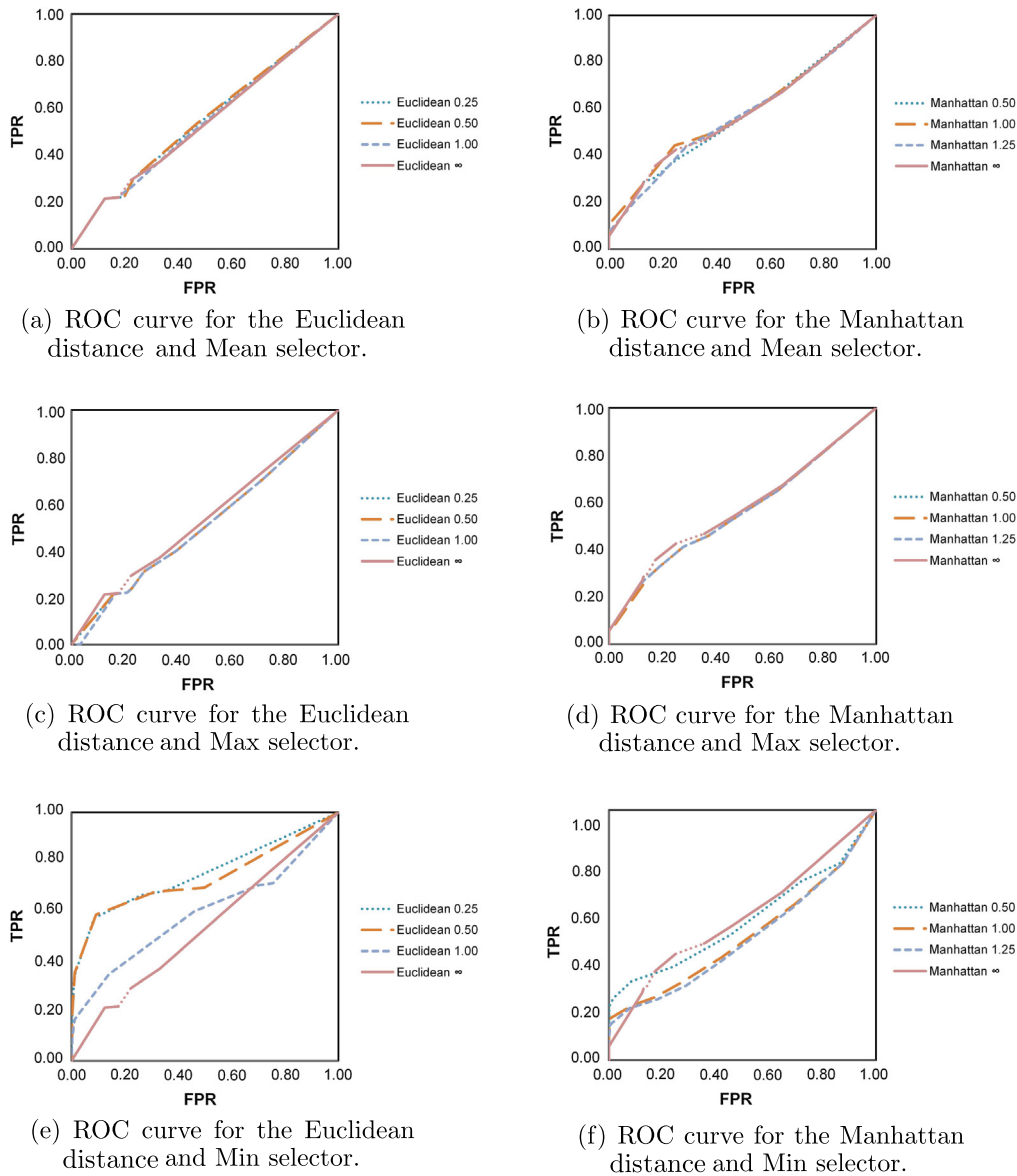 1.00
0.80
0.60
0.40
0.20
0.00
TPR
0.00 0.20 0.40 0.60 0.80 1.00
FPR
Euclidean 0.25
Euclidean 0.50
Euclidean 1.00
Euclidean ∞
(a) ROC curve for the Euclidean
distance and Mean selector.
1.00
0.80
0.60
0.40
0.20
0.00
TPR
0.00 0.20 0.40 0.60 0.80 1.00
FPR
Manhattan 0.50
Manhattan 1.00
Manhattan 1.25
Manhattan ∞
(b) ROC curve for the Manhattan
distance and Mean selector.
1.00
0.80
0.60
0.40
0.20
0.00
TPR
0.00 0.20 0.40 0.60 0.80 1.00
FPR
Euclidean 0.25
Euclidean 0.50
Euclidean 1.00
Euclidean ∞
(c) ROC curve for the Euclidean
distance and Max selector.
1.00
0.80
0.60
0.40
0.20
0.00
TPR
0.00 0.20 0.40 0.60 0.80 1.00
FPR
Manhattan 0.50
Manhattan 1.00
Manhattan 1.25
Manhattan ∞
(d) ROC curve for the Manhattan
distance and Max selector.
1.00
0.80
0.60
0.40
0.20
0.00
TPR
0.00 0.20 0.40 0.60 0.80 1.00
FPR
Euclidean 0.25
Euclidean 0.50
Euclidean 1.00
Euclidean ∞
(e) ROC curve for the Euclidean
distance and Min selector.
1.00
0.80
0.60
0.40
0.20
0.00
TPR
0.00 0.20 0.40 0.60 0.80 1.00
FPR
Manhattan 0.50
Manhattan 1.00
Manhattan 1.25
Manhattan ∞
(f) ROC curve for the Manhattan
distance and Min selector.